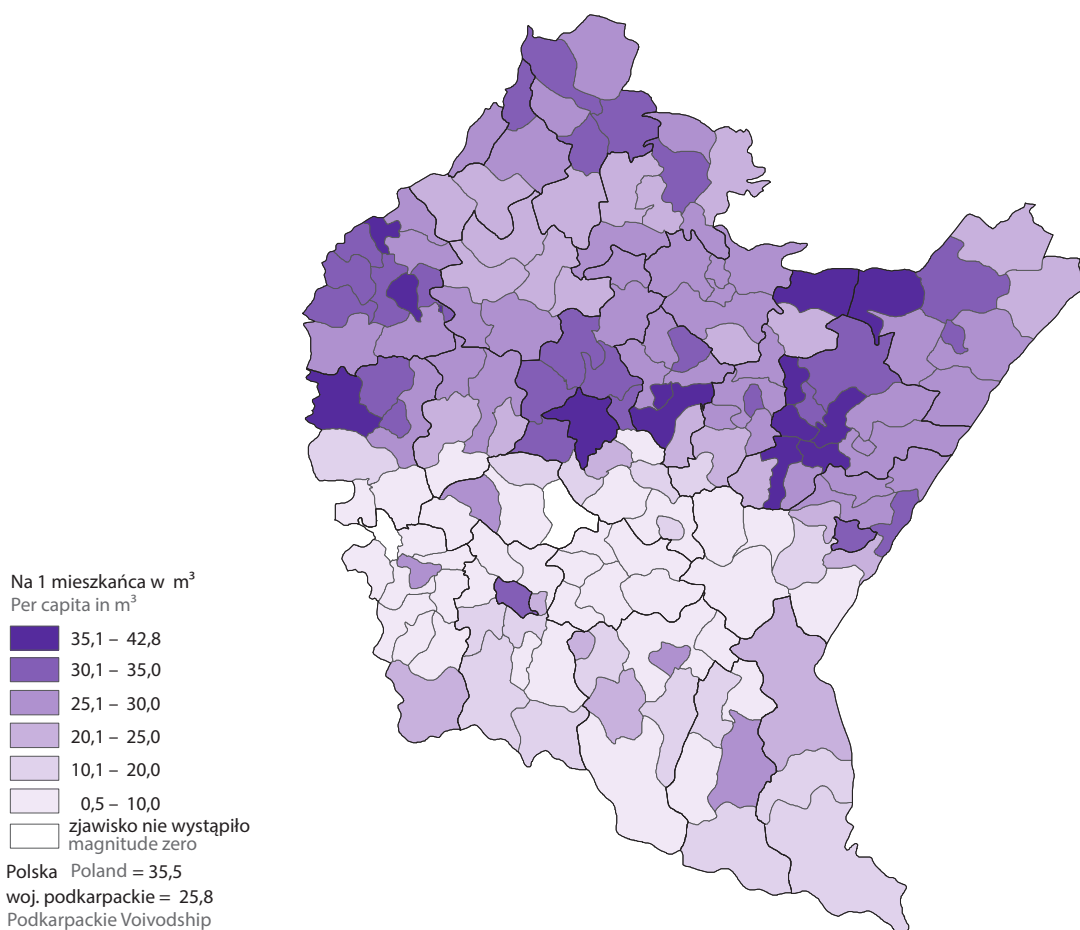 Na 1 mieszkańca w m³
Per capita in m³
35,1 – 42,8
30,1 – 35,0
25,1 – 30,0
20,1 – 25,0
10,1 – 20,0
0,5 – 10,0
zjawisko nie wystąpiło
magnitude zero
Polska Poland = 35,5
woj. podkarpackie = 25,8
Podkarpackie Voivodship